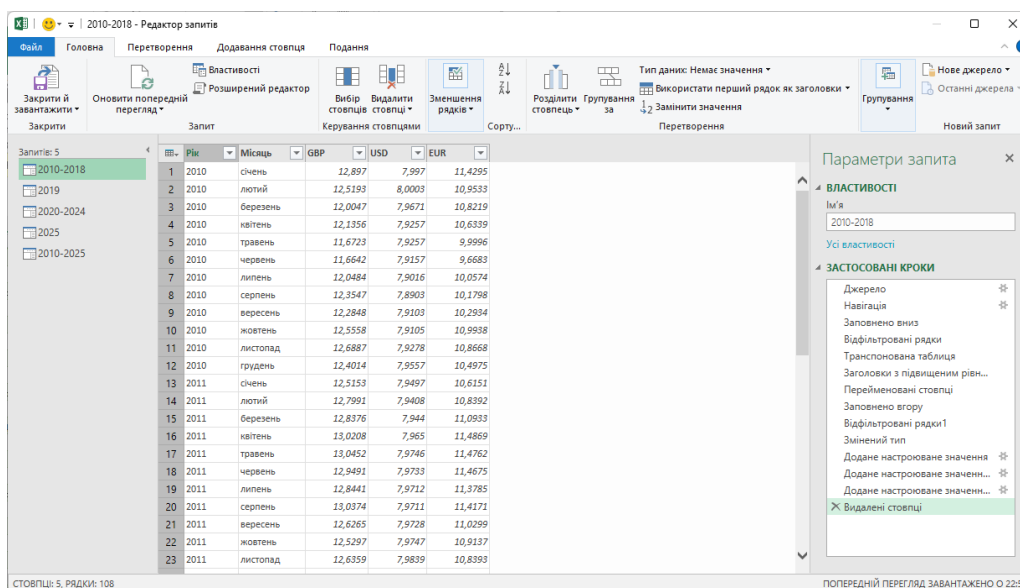 2010-2018 - Редактор запитів
Файл Головна Перетворення Додавання стовпця Подання
Закрити й завантажити
Закрити
Оновити попередній перегляд
Властивості
Розширений редактор
Запит
Вибір стовпців
Видалити стовпці
Керування стовпцями
Зменшення рядків
Сорту...
Розділити стовпець
Групування за
Тип даних: Немає значення
Використати перший рядок як заголовки
Замінити значення
Перетворення
Групування
Нове джерело
Останні джерела
Новий запит
Запитів: 5
2010-2018
2019
2020-2024
2025
2010-2025
Рік Місяць GBP USD EUR
1 2010 січень 12,897 7,997 11,4295
2 2010 лютий 12,5193 8,0003 10,9533
3 2010 березень 12,0047 7,9671 10,8219
4 2010 квітень 12,1356 7,9257 10,6339
5 2010 травень 11,6723 7,9257 9,9996
6 2010 червень 11,6642 7,9157 9,6683
7 2010 липень 12,0484 7,9016 10,0574
8 2010 серпень 12,3547 7,8903 10,1798
9 2010 вересень 12,2848 7,9103 10,2934
10 2010 жовтень 12,5558 7,9105 10,9938
11 2010 листопад 12,6887 7,9278 10,8668
12 2010 грудень 12,4014 7,9557 10,4975
13 2011 січень 12,5153 7,9497 10,6151
14 2011 лютий 12,7991 7,9408 10,8392
15 2011 березень 12,8376 7,944 11,0933
16 2011 квітень 13,0208 7,965 11,4869
17 2011 травень 13,0452 7,9746 11,4762
18 2011 червень 12,9491 7,9733 11,4675
19 2011 липень 12,8441 7,9712 11,3785
20 2011 серпень 13,0374 7,9711 11,4171
21 2011 вересень 12,6265 7,9728 11,0299
22 2011 жовтень 12,5297 7,9747 10,9137
23 2011 листопад 12,6359 7,9839 10,8393
Параметри запита
ВЛАСТИВОСТІ
Ім'я
2010-2018
Усі властивості
ЗАСТОСОВАНІ КРОКИ
Джерело
Навігація
Заповнено вниз
Відфільтровані рядки
Транспонована таблиця
Заголовки з підвищеним рівн...
Перейменовані стовпці
Заповнено вгору
Відфільтровані рядки1
Змінений тип
Додане настроюване значення
Додане настроюване значенн...
Додане настроюване значенн...
Видалені стовпці
СТОВПЦІ: 5, РЯДКИ: 108
ПОПЕРЕДНІЙ ПЕРЕГЛЯД ЗАВАНТАЖЕНО О